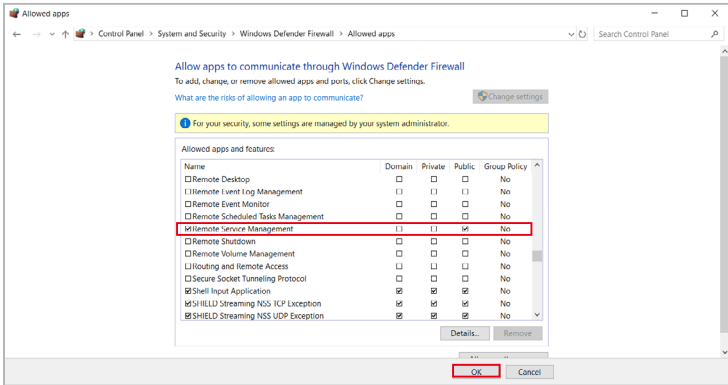 Allowed apps
Control Panel > System and Security > Windows Defender Firewall > Allowed apps
Search Control Panel
Allow apps to communicate through Windows Defender Firewall
To add, change, or remove allowed apps and ports, click Change settings.
What are the risks of allowing an app to communicate?
Change settings
For your security, some settings are managed by your system administrator.
Allowed apps and features:
Name Domain Private Public Group Policy
Remote Desktop No
Remote Event Log Management No
Remote Event Monitor No
Remote Scheduled Tasks Management No
Remote Service Management No
Remote Shutdown No
Remote Volume Management No
Routing and Remote Access No
Secure Socket Tunneling Protocol No
Shell Input Application No
SHIELD Streaming NSS TCP Exception No
SHIELD Streaming NSS UDP Exception No
Details... Remove
OK Cancel